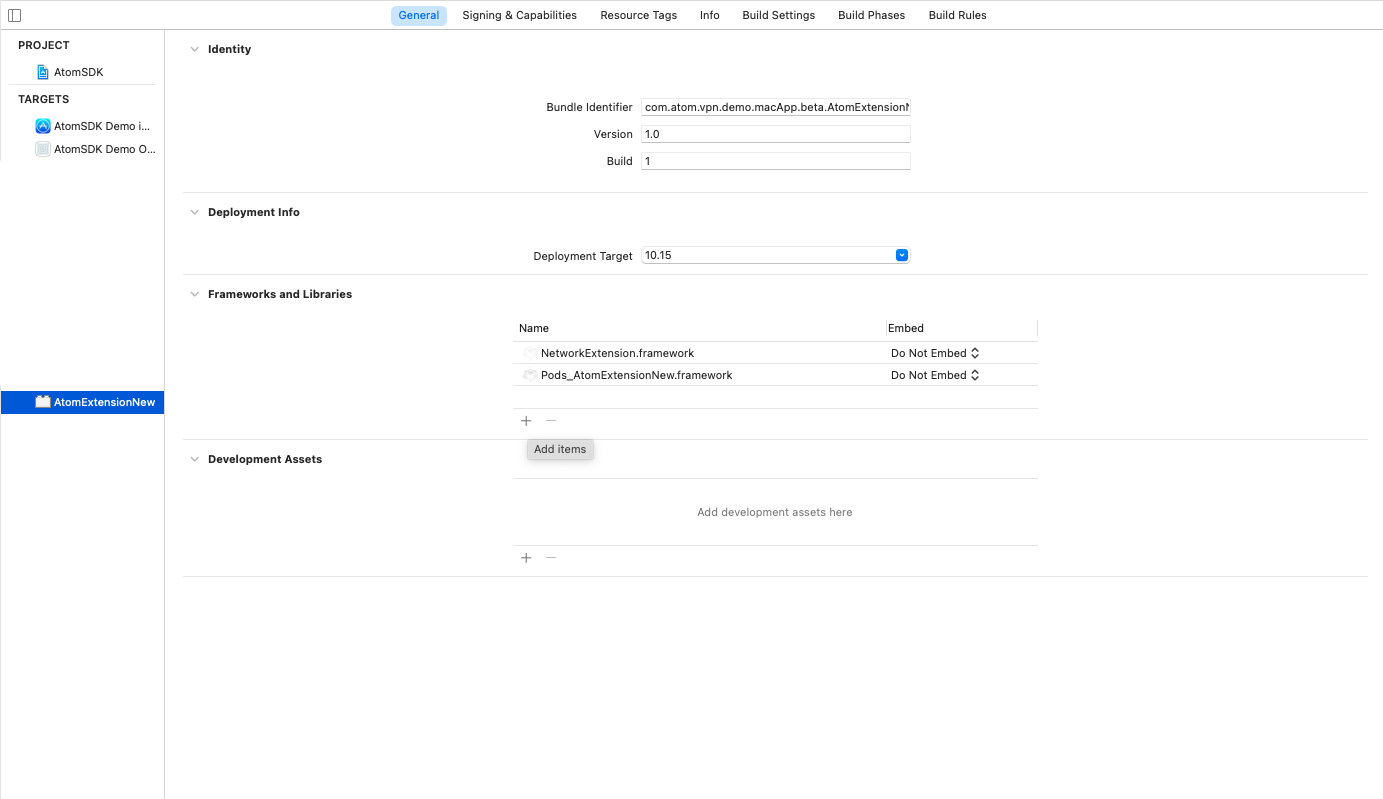 General Signing & Capabilities Resource Tags Info Build Settings Build Phases Build Rules
PROJECT
AtomSDK
TARGETS
AtomSDK Demo i...
AtomSDK Demo O...
AtomExtensionNew
Identity
Bundle Identifier com.atom.vpn.demo.macApp.beta.AtomExtensionN
Version 1.0
Build 1
Deployment Info
Deployment Target 10.15
Frameworks and Libraries
Name Embed
NetworkExtension.framework Do Not Embed
Pods_AtomExtensionNew.framework Do Not Embed
Add items
Development Assets
Add development assets here